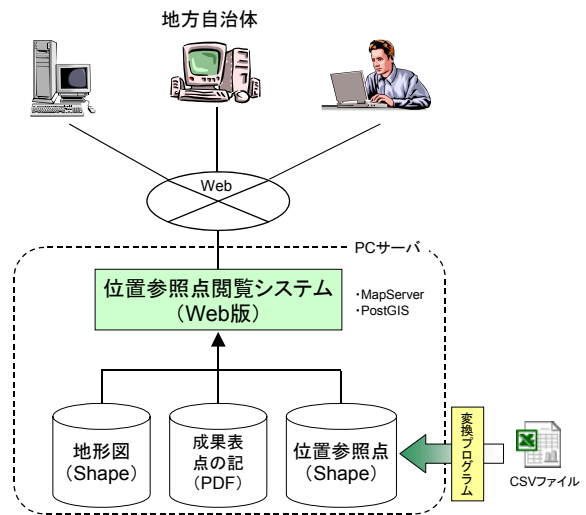 地方自治体
Web
PCサーバ
位置参照点閲覧システム
（Web版）
・MapServer
・PostGIS
地形図
（Shape）
成果表
点の記
（PDF）
位置参照点
（Shape）
変換プログラム
CSVファイル